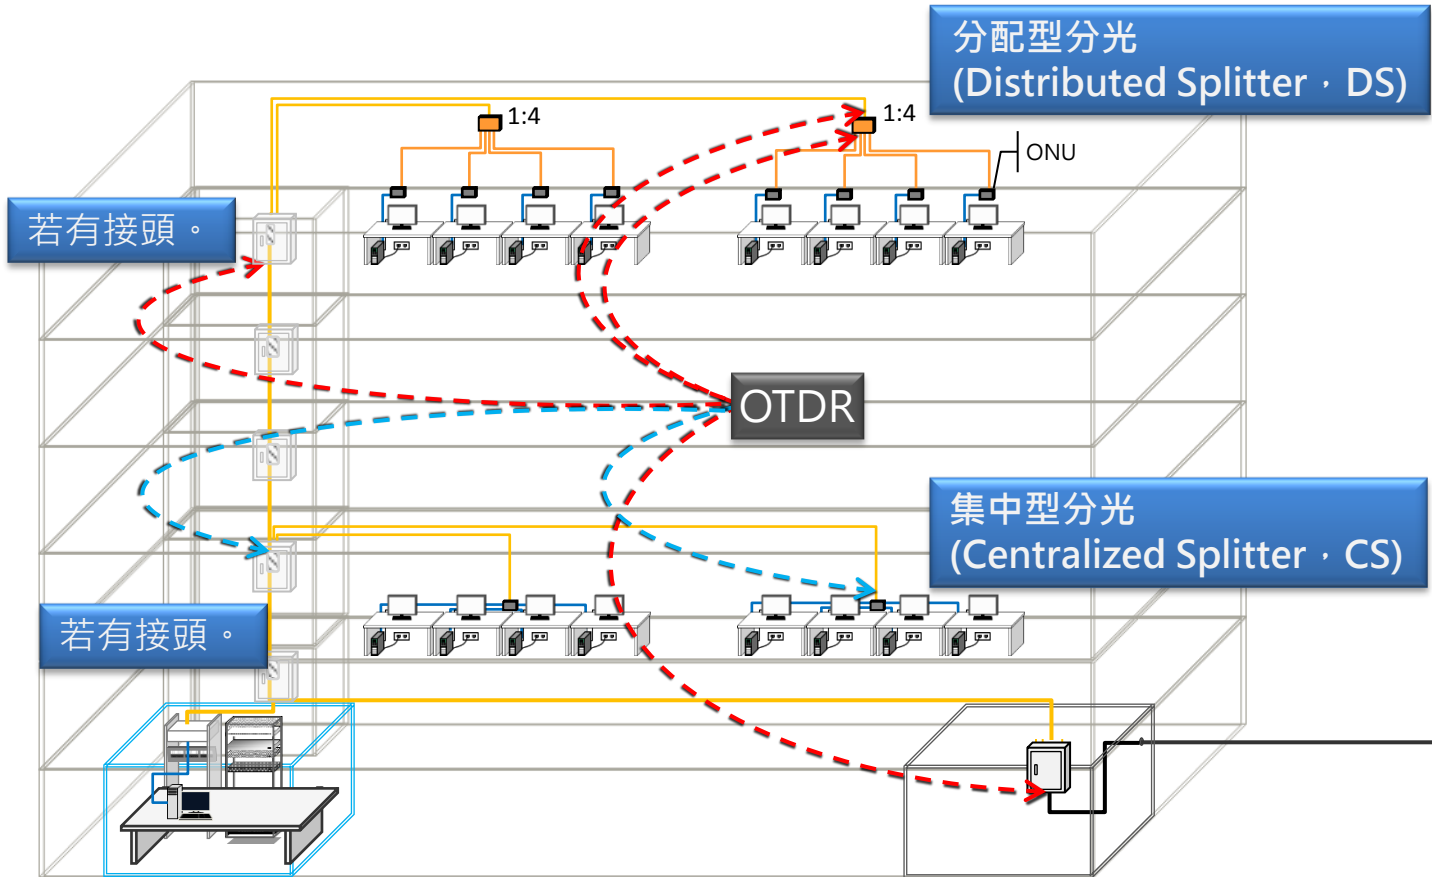 分配型分光
(Distributed Splitter，DS)
1:4
1:4
ONU
若有接頭。
OTDR
集中型分光
(Centralized Splitter，CS)
若有接頭。